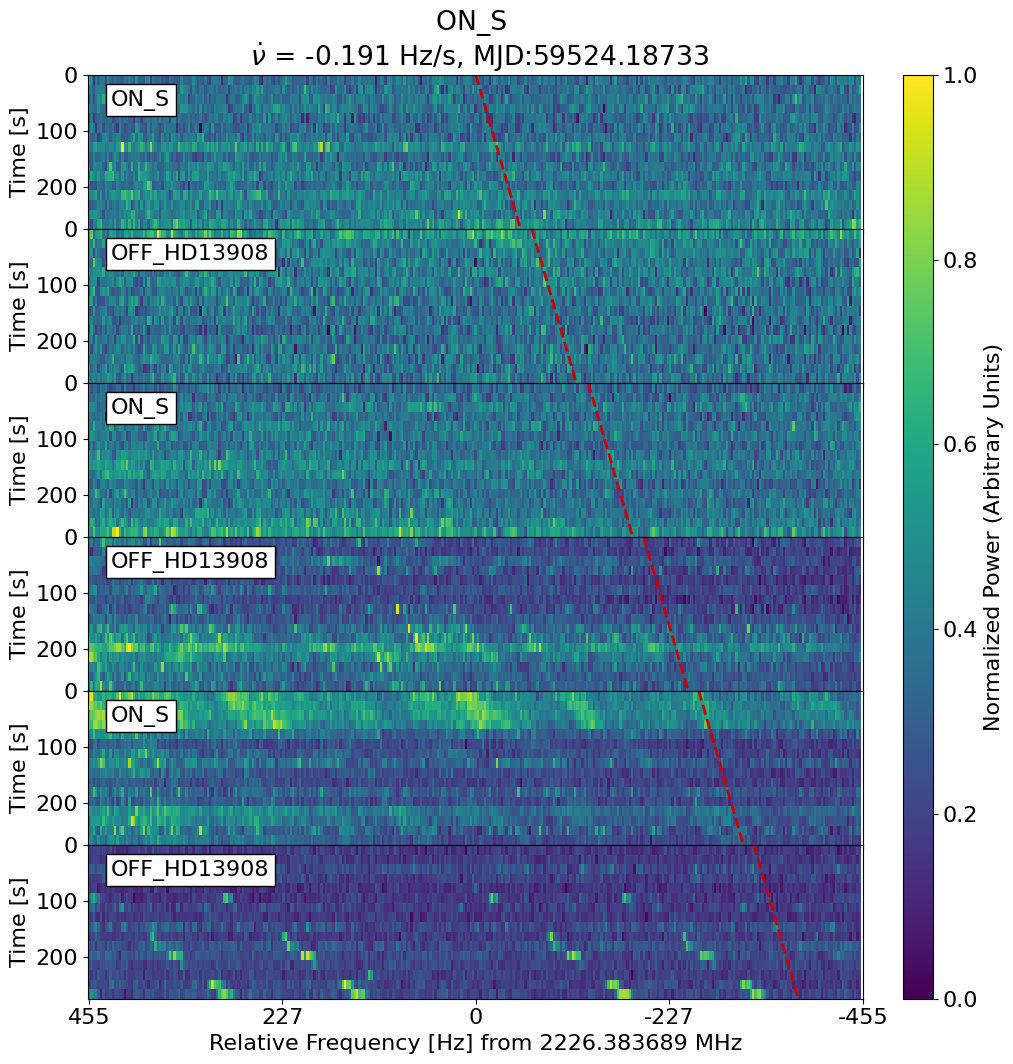 ON_S
ν̇ = -0.191 Hz/s, MJD:59524.18733
0
ON_S
100
200
Time [s]
0
OFF_HD13908
100
200
Time [s]
0
ON_S
100
200
Time [s]
0
OFF_HD13908
100
200
Time [s]
0
ON_S
100
200
Time [s]
0
OFF_HD13908
100
200
Time [s]
455
227
0
-227
-455
Relative Frequency [Hz] from 2226.383689 MHz
1.0
0.8
0.6
0.4
0.2
0.0
Normalized Power (Arbitrary Units)